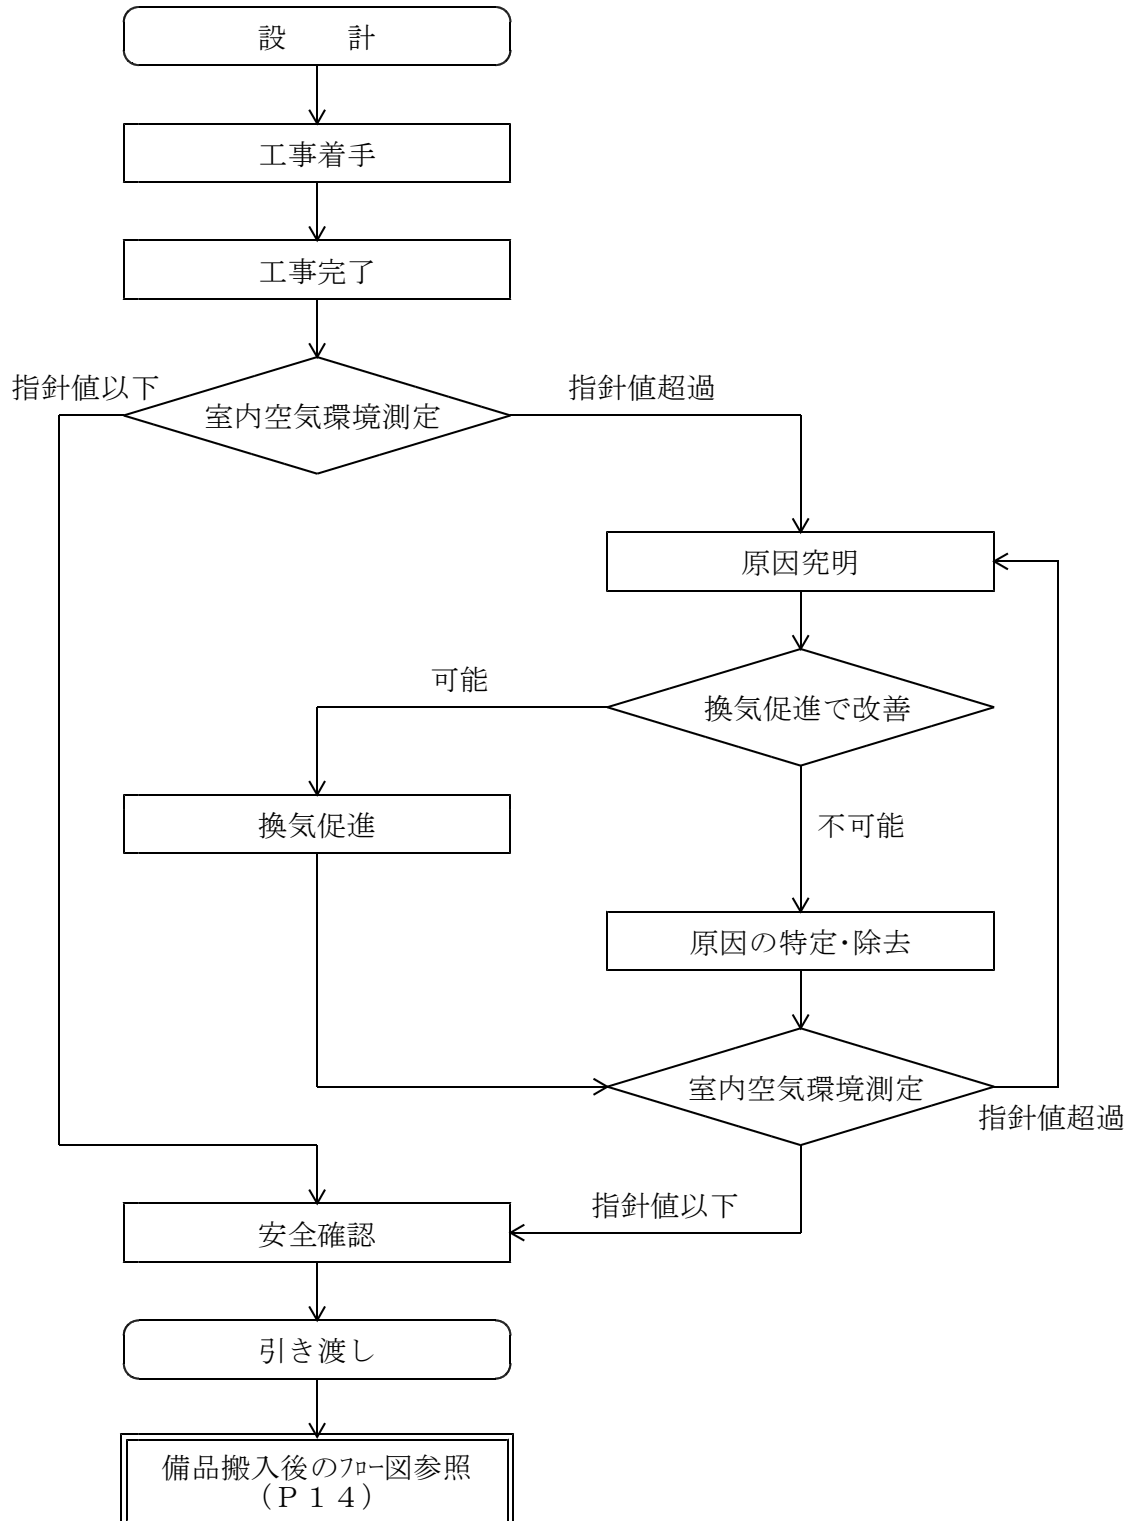 設　　計
工事着手
工事完了
指針値以下
指針値超過
室内空気環境測定
原因究明
可能
換気促進で改善
換気促進
不可能
原因の特定･除去
室内空気環境測定
指針値超過
指針値以下
安全確認
引き渡し
備品搬入後のﾌﾛｰ図参照
（Ｐ１４）